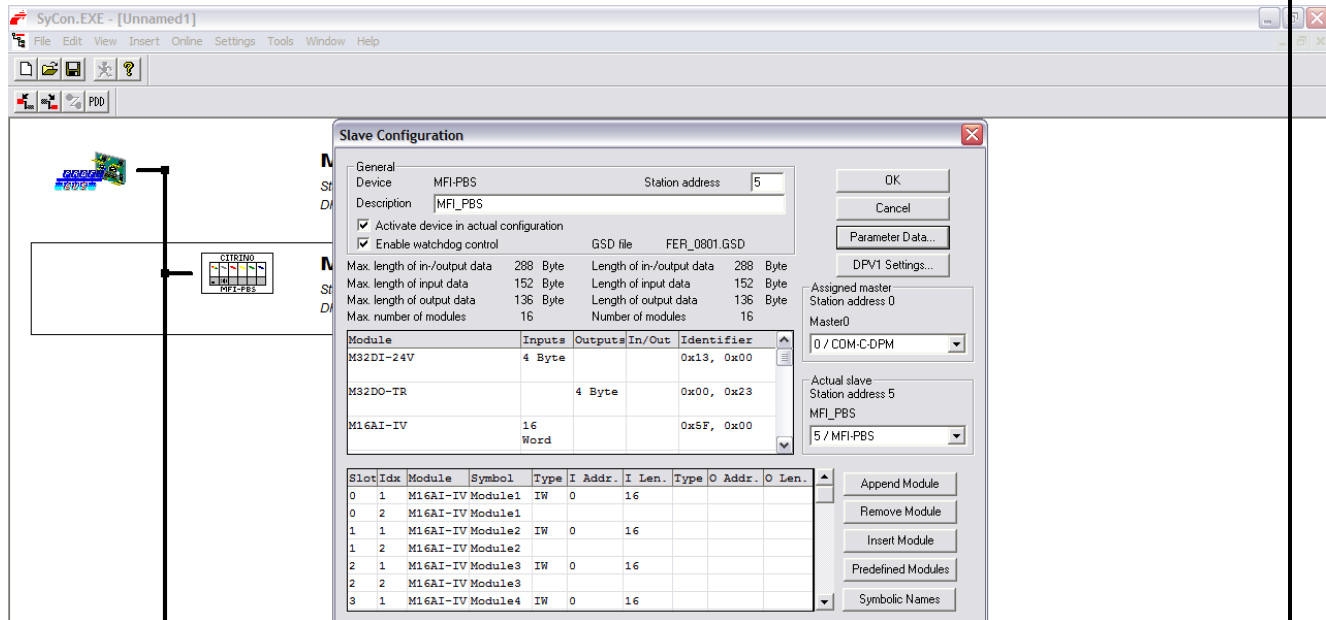 SyCon.EXE - [Unnamed1]
File Edit View Insert Online Settings Tools Window Help
PDD
Slave Configuration
General
Device MFI-PBS Station address 5
Description MFI_PBS
Activate device in actual configuration
Enable watchdog control GSD file FER_0801.GSD
Max. length of in-/output data 288 Byte Length of in-/output data 288 Byte
Max. length of input data 152 Byte Length of input data 152 Byte
Max. length of output data 136 Byte Length of output data 136 Byte
Max. number of modules 16 Number of modules 16
OK
Cancel
Parameter Data...
DPV1 Settings...
Assigned master
Station address 0
Master0
0 / COM-C-DPM
Actual slave
Station address 5
MFI_PBS
5 / MFI-PBS
Module Inputs Outputs In/Out Identifier
M32DI-24V 4 Byte 0x13, 0x00
M32DO-TR 4 Byte 0x00, 0x23
M16AI-IV 16 0x5F, 0x00
Word
Slot Idx Module Symbol Type I Addr. I Len. Type O Addr. O Len.
0 1 M16AI-IV Module1 IW 0 16
0 2 M16AI-IV Module1
1 1 M16AI-IV Module2 IW 0 16
1 2 M16AI-IV Module2
2 1 M16AI-IV Module3 IW 0 16
2 2 M16AI-IV Module3
3 1 M16AI-IV Module4 IW 0 16
Append Module
Remove Module
Insert Module
Predefined Modules
Symbolic Names
M
St
DP
CITRINO
MFI-PBS
M
St
DP